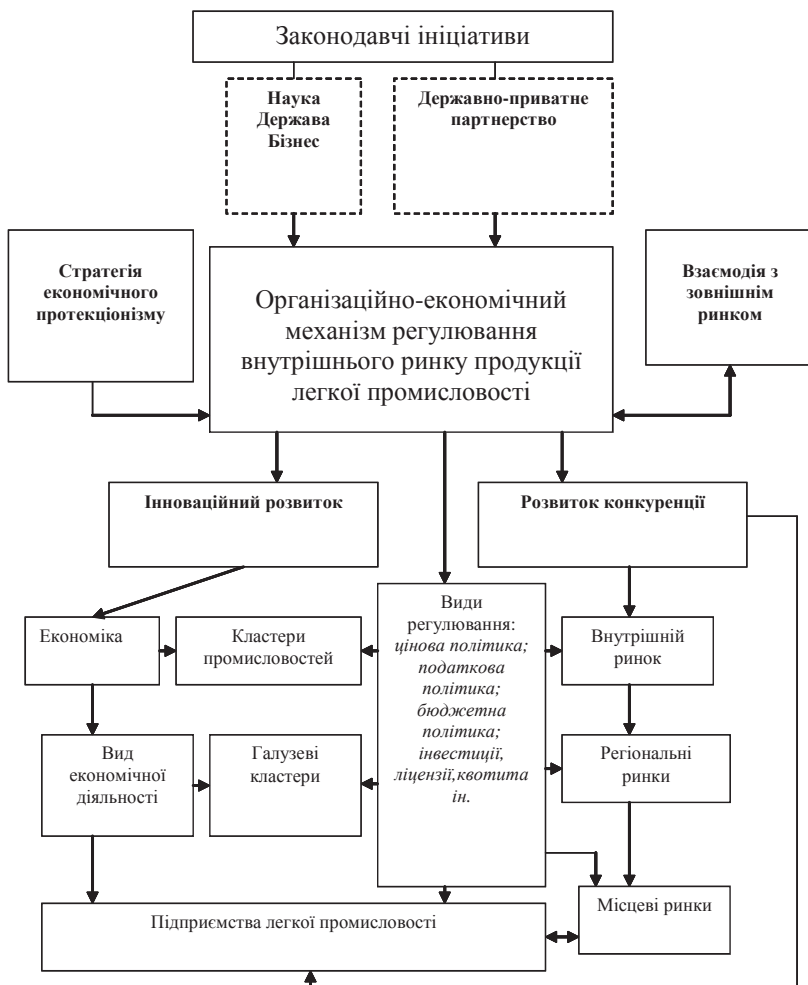 Законодавчі ініціативи
Наука
Держава
Бізнес
Державно-приватне
партнерство
Стратегія
економічного
протекціонізму
Організаційно-економічний
механізм регулювання
внутрішнього ринку продукції
легкої промисловості
Взаємодія з
зовнішнім
ринком
Інноваційний розвиток
Розвиток конкуренції
Економіка
Кластери
промисловостей
Види
регулювання:
цінова політика;
податкова
політика;
бюджетна
політика;
інвестиції,
ліцензії,квотита
ін.
Внутрішній
ринок
Вид
економічної
діяльності
Галузеві
кластери
Регіональні
ринки
Підприємства легкої промисловості
Місцеві ринки